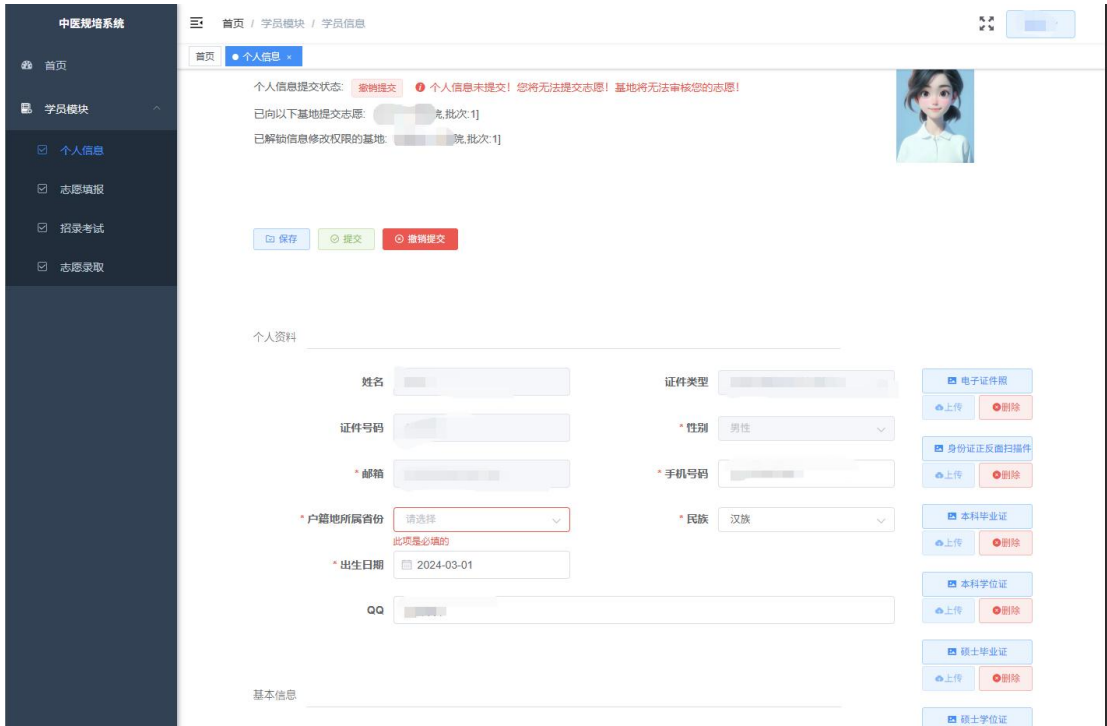 中医规培系统
首页 / 学员模块 / 学员信息
首页
个人信息 ×
首页
学员模块
个人信息
志愿填报
招录考试
志愿录取
个人信息提交状态: 撤销提交 个人信息未提交！您将无法提交志愿！基地将无法审核您的志愿！
已向以下基地提交志愿: 批次:1]
已解锁信息修改权限的基地: 院,批次:1]
保存 提交 撤销提交
个人资料
姓名 证件类型
证件号码 * 性别 男性
* 邮箱 * 手机号码
* 户籍地所属省份 请选择 * 民族 汉族
此项是必填的
* 出生日期 2024-03-01
QQ
电子证件照
上传 删除
身份证正反面扫描件
上传 删除
本科毕业证
上传 删除
本科学位证
上传 删除
硕士毕业证
上传 删除
硕士学位证
基本信息